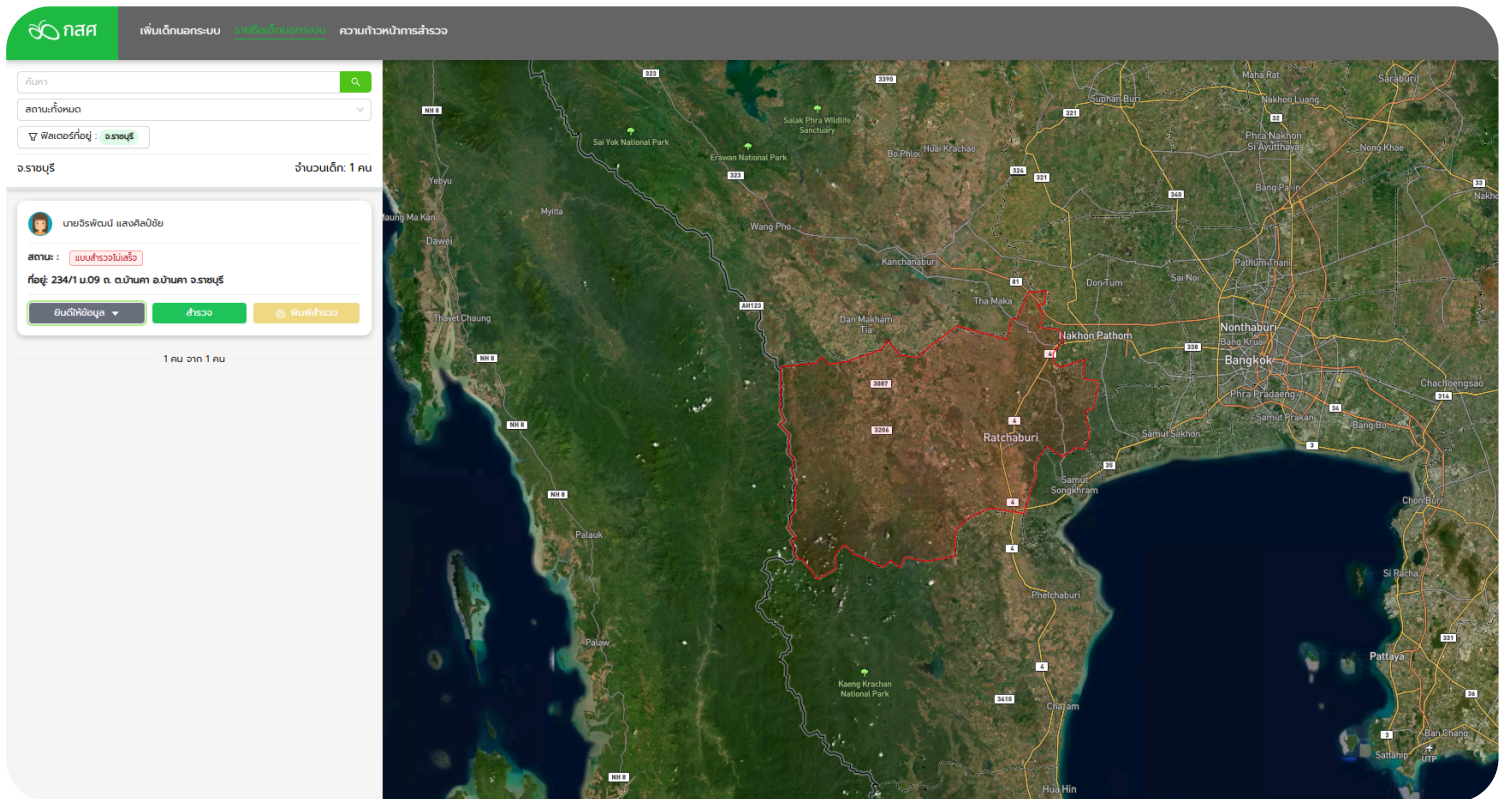 กสศ
เพิ่มเด็กนอกระบบ รายชื่อเด็กนอกระบบ ความก้าวหน้าการสำรวจ
ค้นหา
สถานะทั้งหมด
ฟิลเตอร์ที่อยู่ : จ.ราชบุรี
จ.ราชบุรี จำนวนเด็ก: 1 คน
นายจิรพัฒน์ แสงศิลป์ชัย
สถานะ : แบบสำรวจไม่เสร็จ
ที่อยู่: 234/1 ม.09 ถ. ต.บ้านคา อ.บ้านคา จ.ราชบุรี
ยินดีให้ข้อมูล สำรวจ พิมพ์สำรวจ
1 คน จาก 1 คน
323
3390
Maha Rat
Saraburi
NH 8
Salak Phra Wildlife
Sanctuary
321
Suphan Buri
Nakhon Luang
32
Sai Yok National Park
Phra Nakhon
Si Ayutthaya
Nong Khae
Erawan National Park
Bo Phloi
Huai Krachao
323
324
321
33
Yebyu
340
Bang Pa-in
Nakho
Maung Ma Kan
Myitta
Wang Pho
Dawei
Kanchanaburi
Pathum Thani
81
Don Tum
Sai Noi
Tha Maka
AH123
Thayet Chaung
Dan Makham
Tia
Nakhon Pathom
Nonthaburi
Bang Kruai
338
Bangkok
NH 8
4
3087
Chachoengsao
314
Phra Pradaeng
34
Samut Prakan
Bang Bo
NH 8
4
3206
Ratchaburi
Samut Sakhon
3
35
Samut
Songkhram
NH 8
4
Chon Buri
Palauk
4
Si Racha
Phetchaburi
331
Palaw
Pattaya
4
Kaeng Krachan
National Park
36
3410
Cha-am
3
Ban Chang
Sattahip
UTP
NH 8
Hua Hin